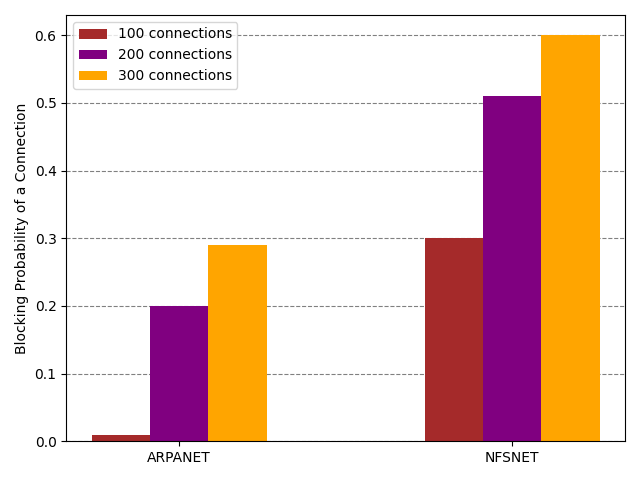 100 connections
200 connections
300 connections
Blocking Probability of a Connection
0.6
0.5
0.4
0.3
0.2
0.1
0.0
ARPANET
NFSNET